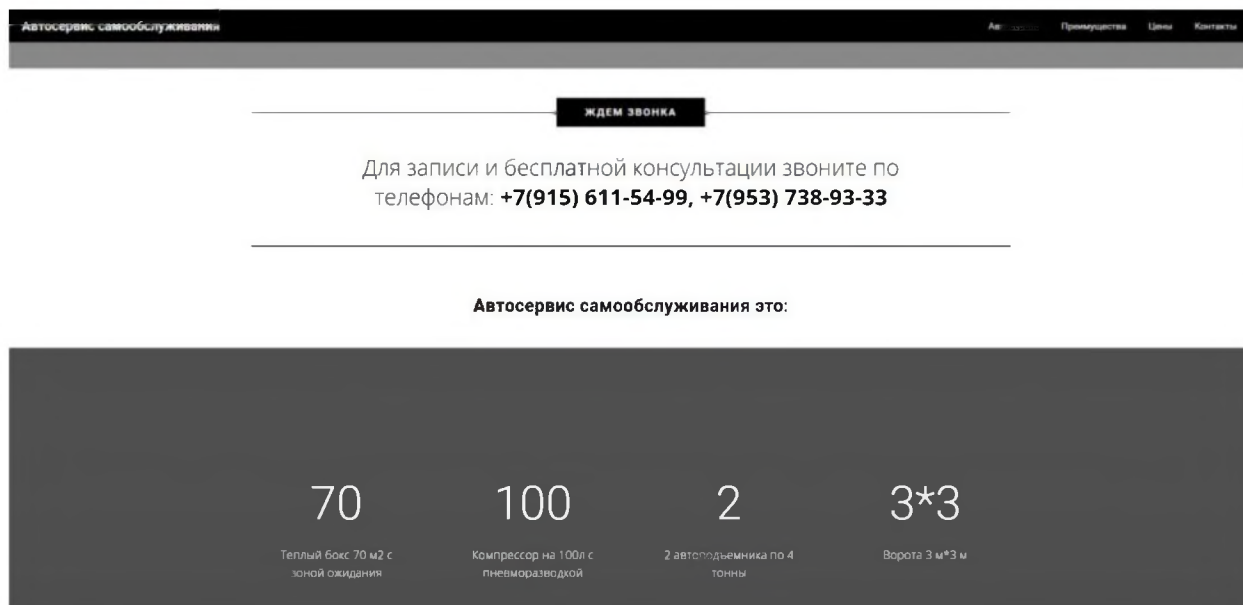 Автосервис самообслуживания
Преимущества Цены Контакты
ЖДЕМ ЗВОНКА
Для записи и бесплатной консультации звоните по
телефонам: +7(915) 611-54-99, +7(953) 738-93-33
Автосервис самообслуживания это:
70 100 2 3*3
Теплый бокс 70 м2 с Компрессор на 100л с 2 автоподъемника по 4 Ворота 3 м*3 м
зоной ожидания пневморазводкой тонны